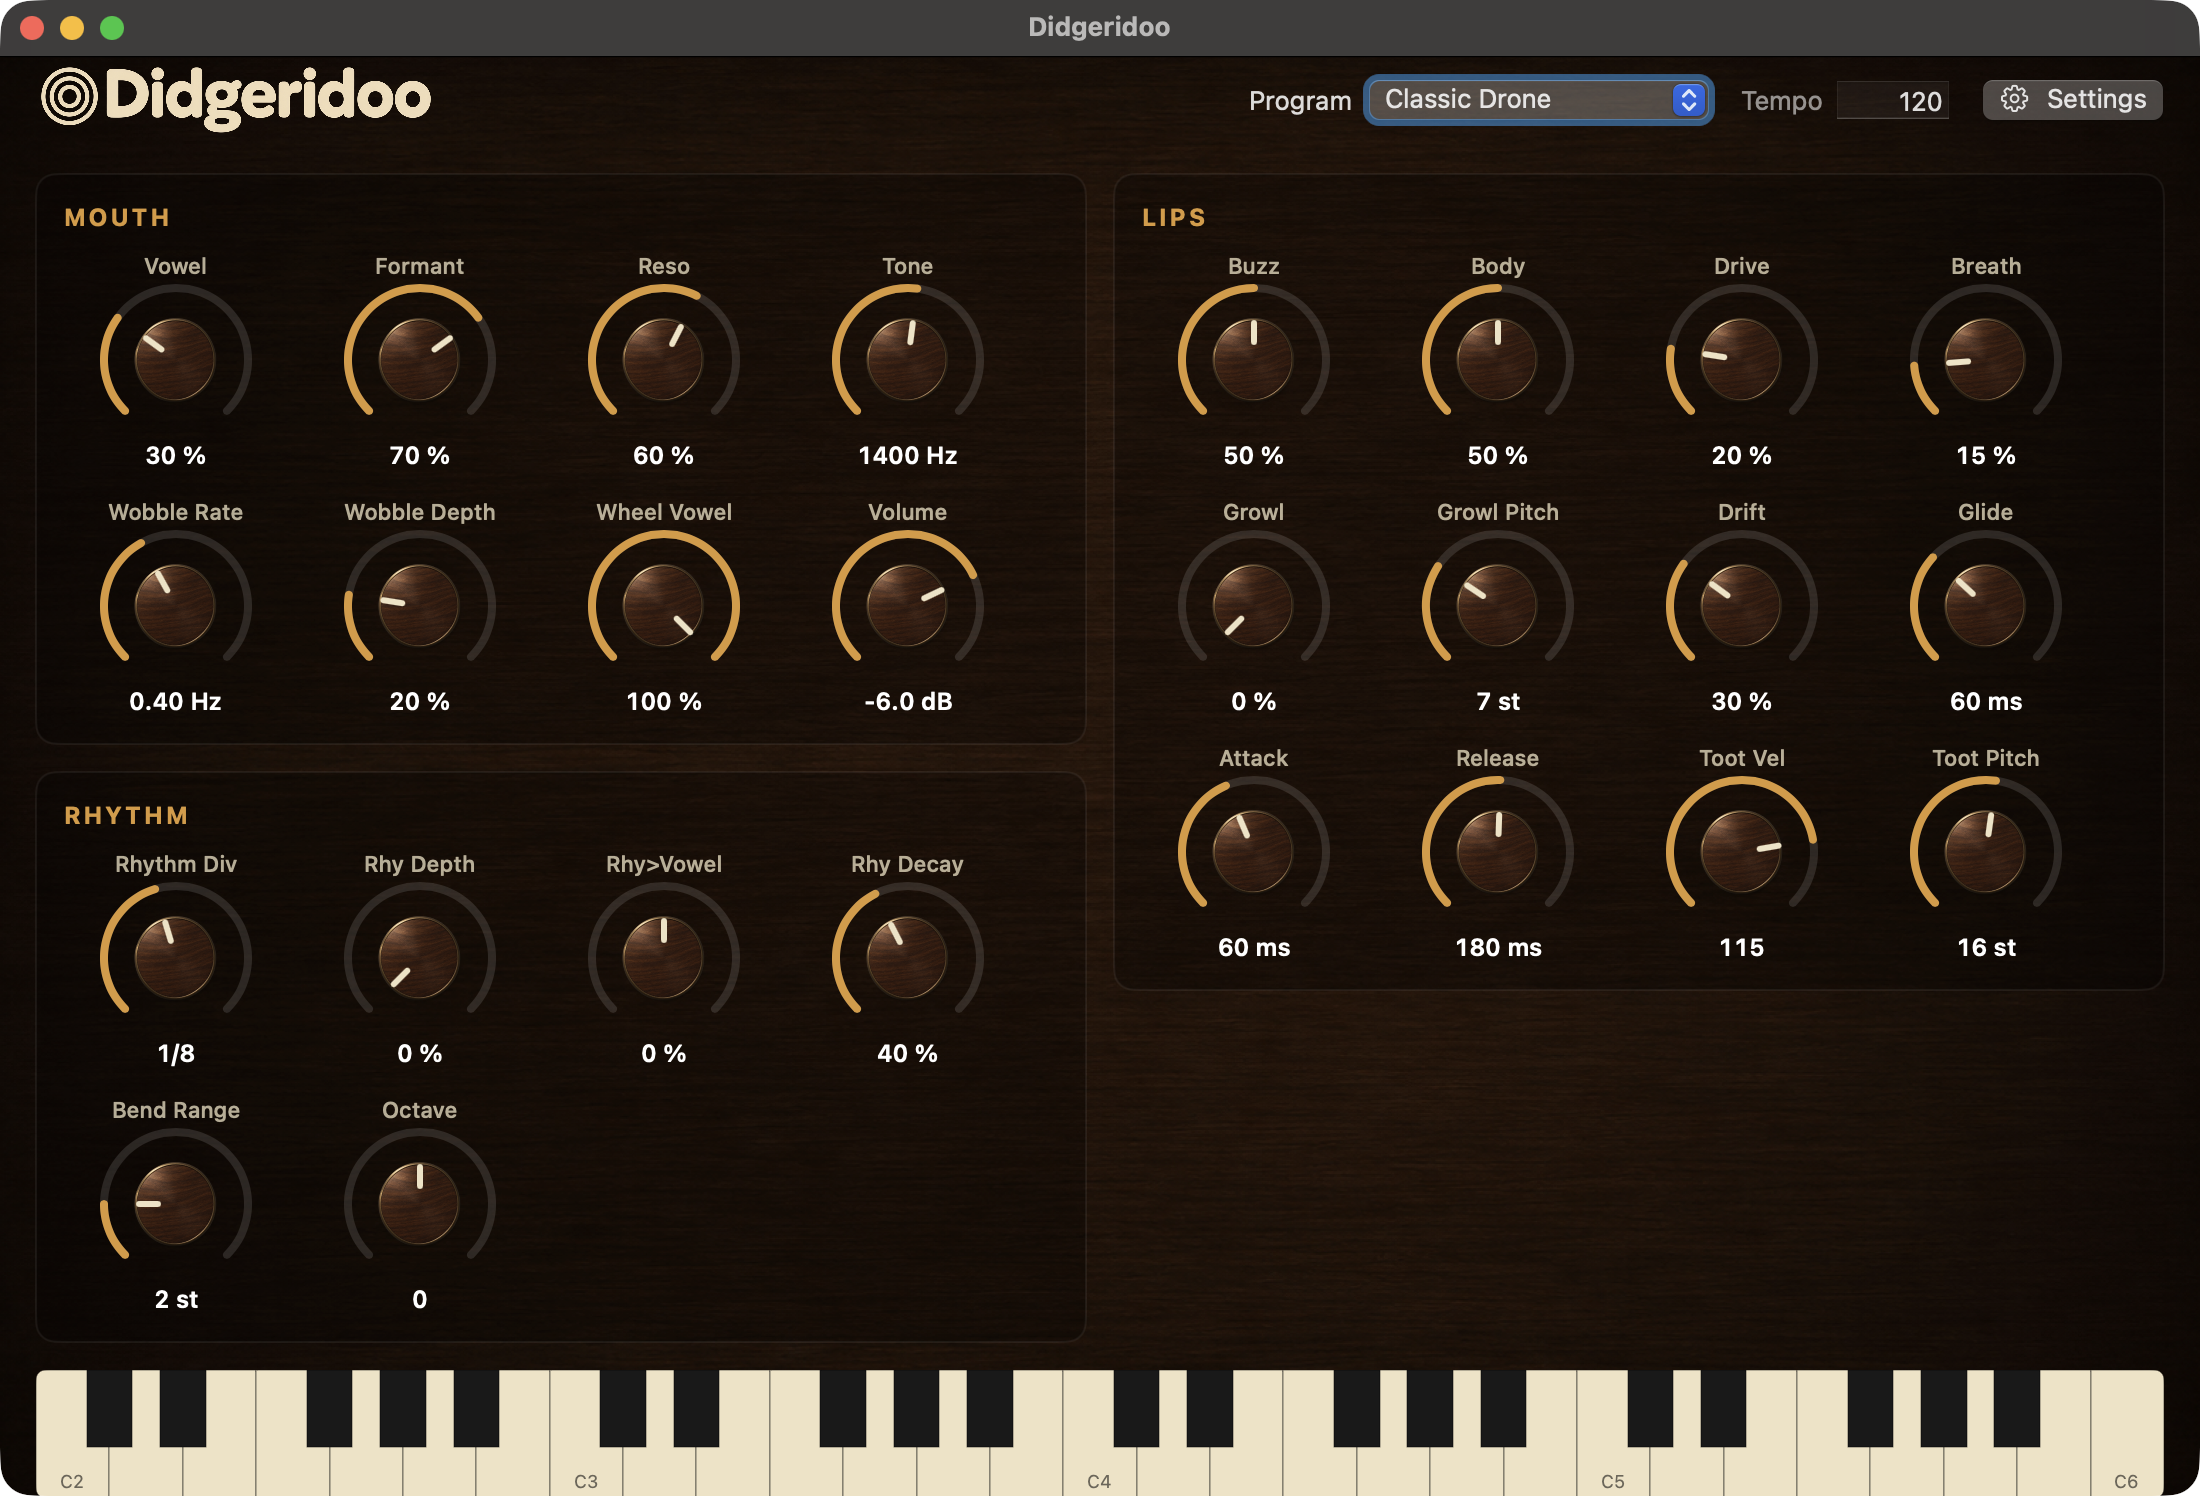 Didgeridoo
Didgeridoo
Program Classic Drone Tempo 120 Settings
MOUTH
Vowel Formant Reso Tone
30 % 70 % 60 % 1400 Hz
Wobble Rate Wobble Depth Wheel Vowel Volume
0.40 Hz 20 % 100 % -6.0 dB
LIPS
Buzz Body Drive Breath
50 % 50 % 20 % 15 %
Growl Growl Pitch Drift Glide
0 % 7 st 30 % 60 ms
Attack Release Toot Vel Toot Pitch
60 ms 180 ms 115 16 st
RHYTHM
Rhythm Div Rhy Depth Rhy>Vowel Rhy Decay
1/8 0 % 0 % 40 %
Bend Range Octave
2 st 0
C2 C3 C4 C5 C6